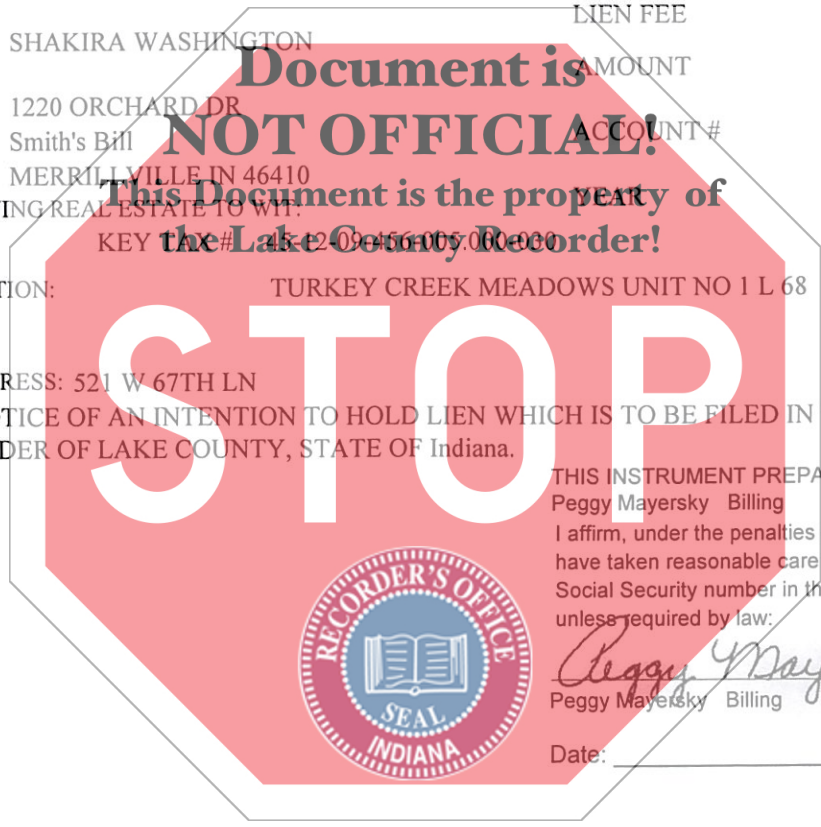 LIEN FEE
SHAKIRA WASHINGTON
Document is
AMOUNT
1220 ORCHARD DR
NOT OFFICIAL!
ACCOUNT #
Smith's Bill
MERRILLVILLE IN 46410
This Document is the property of
YEAR
ING REAL ESTATE TO WIT:
the Lake County Recorder!
KEY TAX #
TION: TURKEY CREEK MEADOWS UNIT NO 1 L 68
STOP
RESS: 521 W 67TH LN
TICE OF AN INTENTION TO HOLD LIEN WHICH IS TO BE FILED IN
DER OF LAKE COUNTY, STATE OF Indiana.
THIS INSTRUMENT PREPA
Peggy Mayersky Billing
I affirm, under the penalties
have taken reasonable care
Social Security number in th
unless required by law:
RECORDER'S OFFICE
SEAL
INDIANA
Peggy May
Peggy Mayersky Billing
Date: